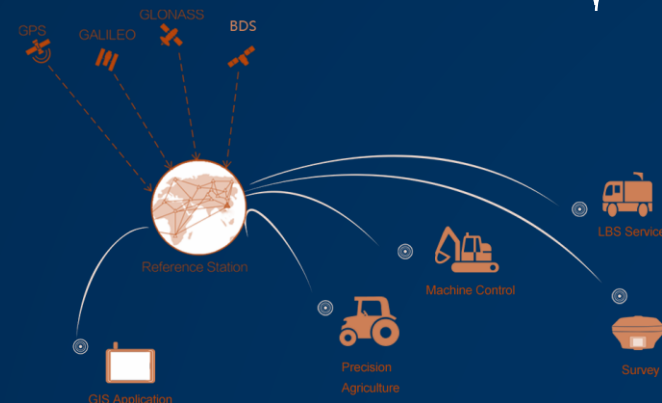 GPS
GALILEO
GLONASS
BDS
Reference Station
LBS Service
Machine Control
Survey
Precision
Agriculture
GIS Application